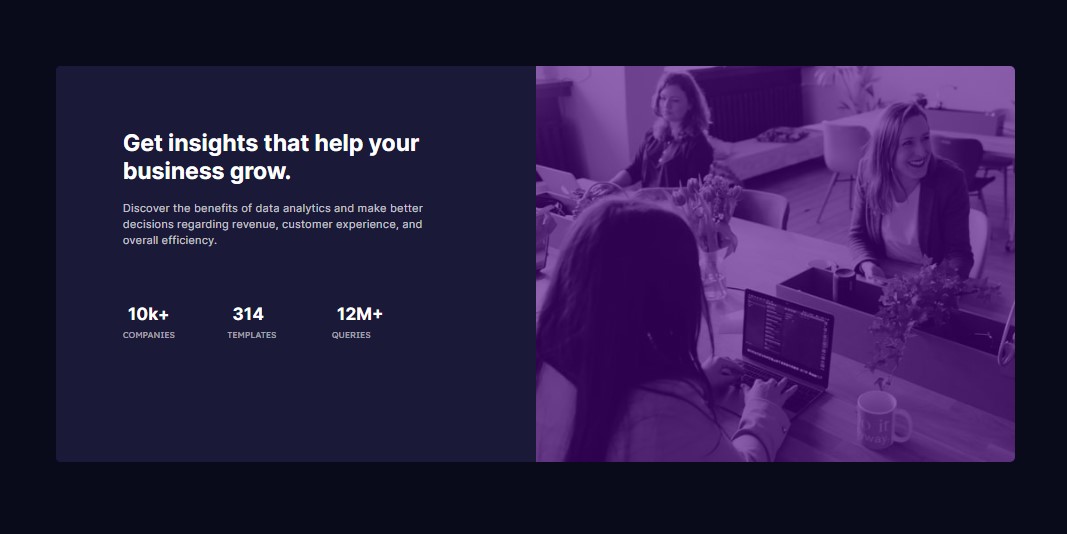 Get insights that help your
business grow.
Discover the benefits of data analytics and make better
decisions regarding revenue, customer experience, and
overall efficiency.
10k+ 314 12M+
COMPANIES TEMPLATES QUERIES